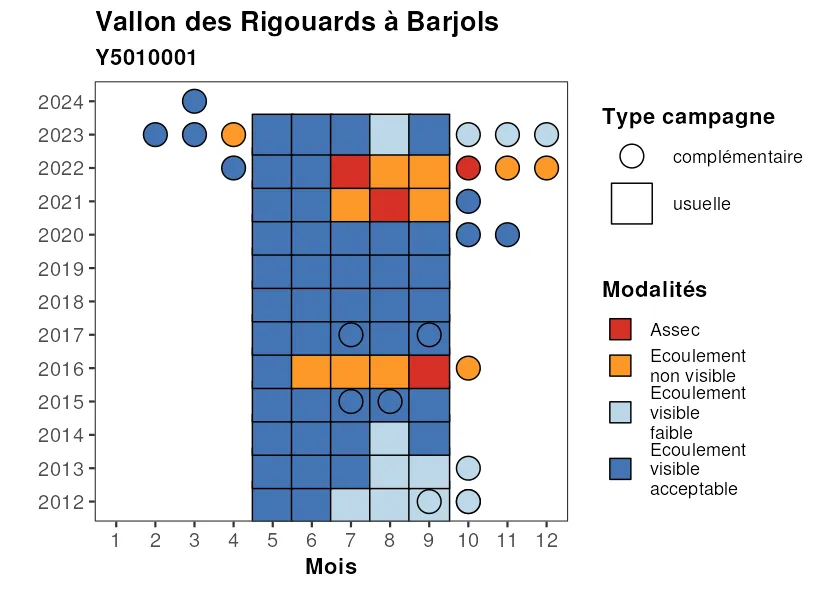 Vallon des Rigouards à Barjols
Y5010001
2024
2023
2022
2021
2020
2019
2018
2017
2016
2015
2014
2013
2012
1 2 3 4 5 6 7 8 9 10 11 12
Mois
Type campagne
complémentaire
usuelle
Modalités
Assec
Ecoulement
non visible
Ecoulement
visible
faible
Ecoulement
visible
acceptable